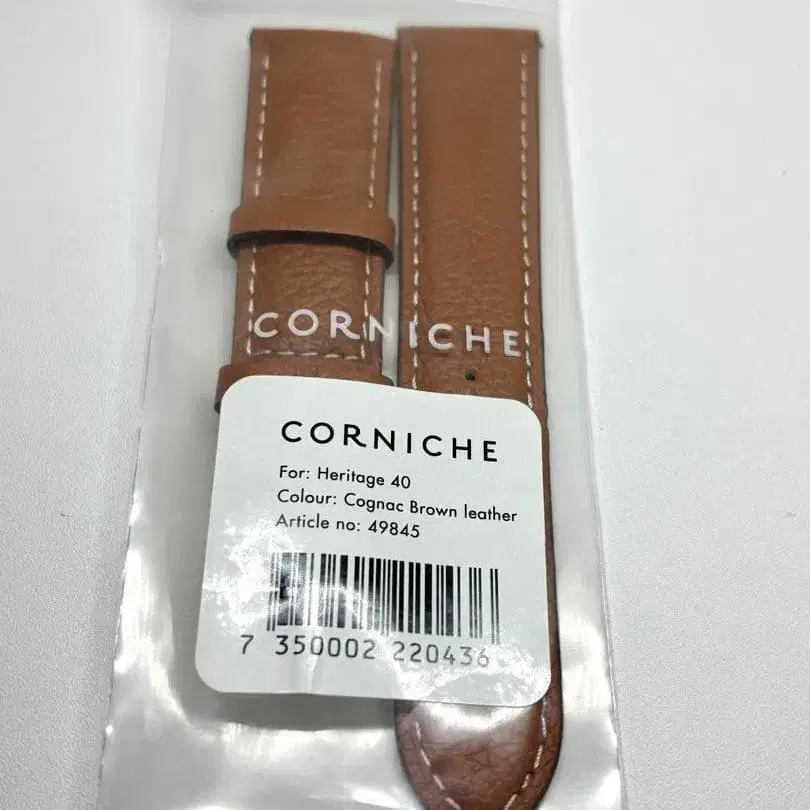 CORNICHE
CORNICHE
For: Heritage 40
Colour: Cognac Brown leather
Article no: 49845
7 350002 220436